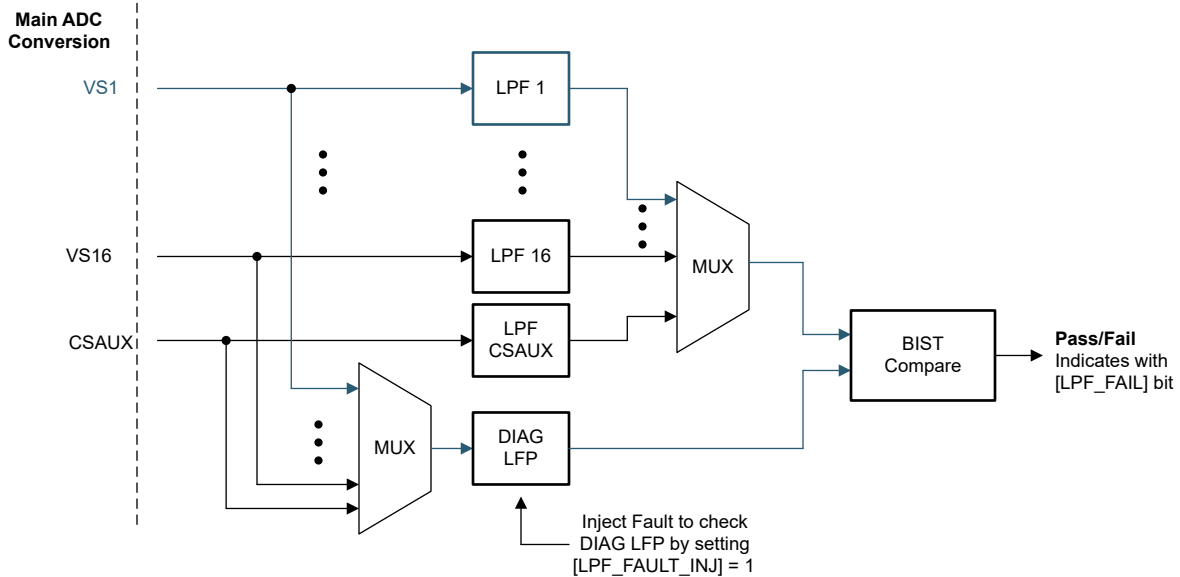 Main ADC
Conversion
VS1
LPF 1
VS16
LPF 16
MUX
CSAUX
LPF
CSAUX
BIST
Compare
Pass/Fail
Indicates with
[LPF_FAIL] bit
MUX
DIAG
LFP
Inject Fault to check
DIAG LFP by setting
[LPF_FAULT_INJ] = 1